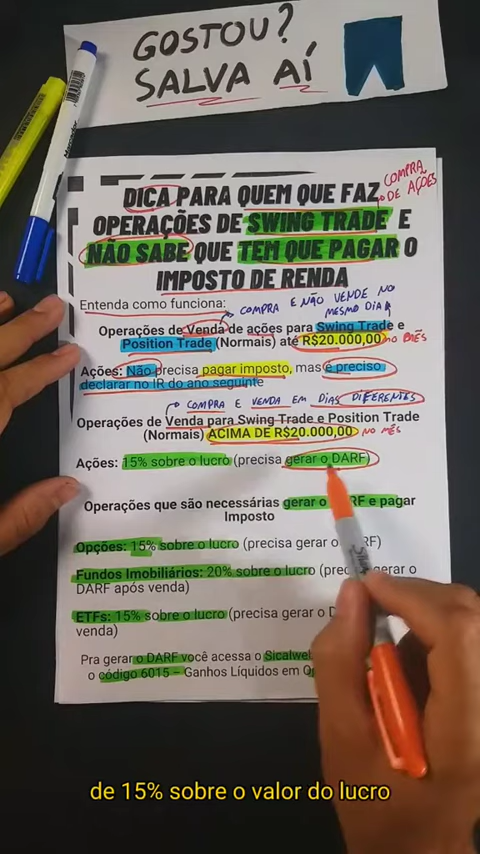 GOSTOU?
SALVA AÍ
DICA PARA QUEM QUE FAZ
COMPRA
DE AÇÕES
OPERAÇÕES DE SWING TRADE E
NÃO SABE QUE TEM QUE PAGAR O
IMPOSTO DE RENDA
Entenda como funciona:
COMPRA E NÃO VENDE NO
MESMO DIA
Operações de Venda de ações para Swing Trade e
Position Trade (Normais) até R$20.000,00 NO MÊS
Ações: Não precisa pagar imposto, mas é preciso
declarar no IR do ano seguinte
COMPRA E VENDA EM DIAS DIFERENTES
Operações de Venda para Swing Trade e Position Trade
(Normais) ACIMA DE R$20.000,00 NO MÊS
Ações: 15% sobre o lucro (precisa gerar o DARF)
Operações que são necessárias gerar o DARF e pagar
Imposto
Opções: 15% sobre o lucro (precisa gerar o
Fundos Imobiliários: 20% sobre o lucro gerar o
DARF após venda)
ETFs: 15% sobre o lucro (precisa gerar o
venda)
Pra gerar o DARF você acessa o
o código 6015 – Ganhos Líquidos em
de 15% sobre o valor do lucro